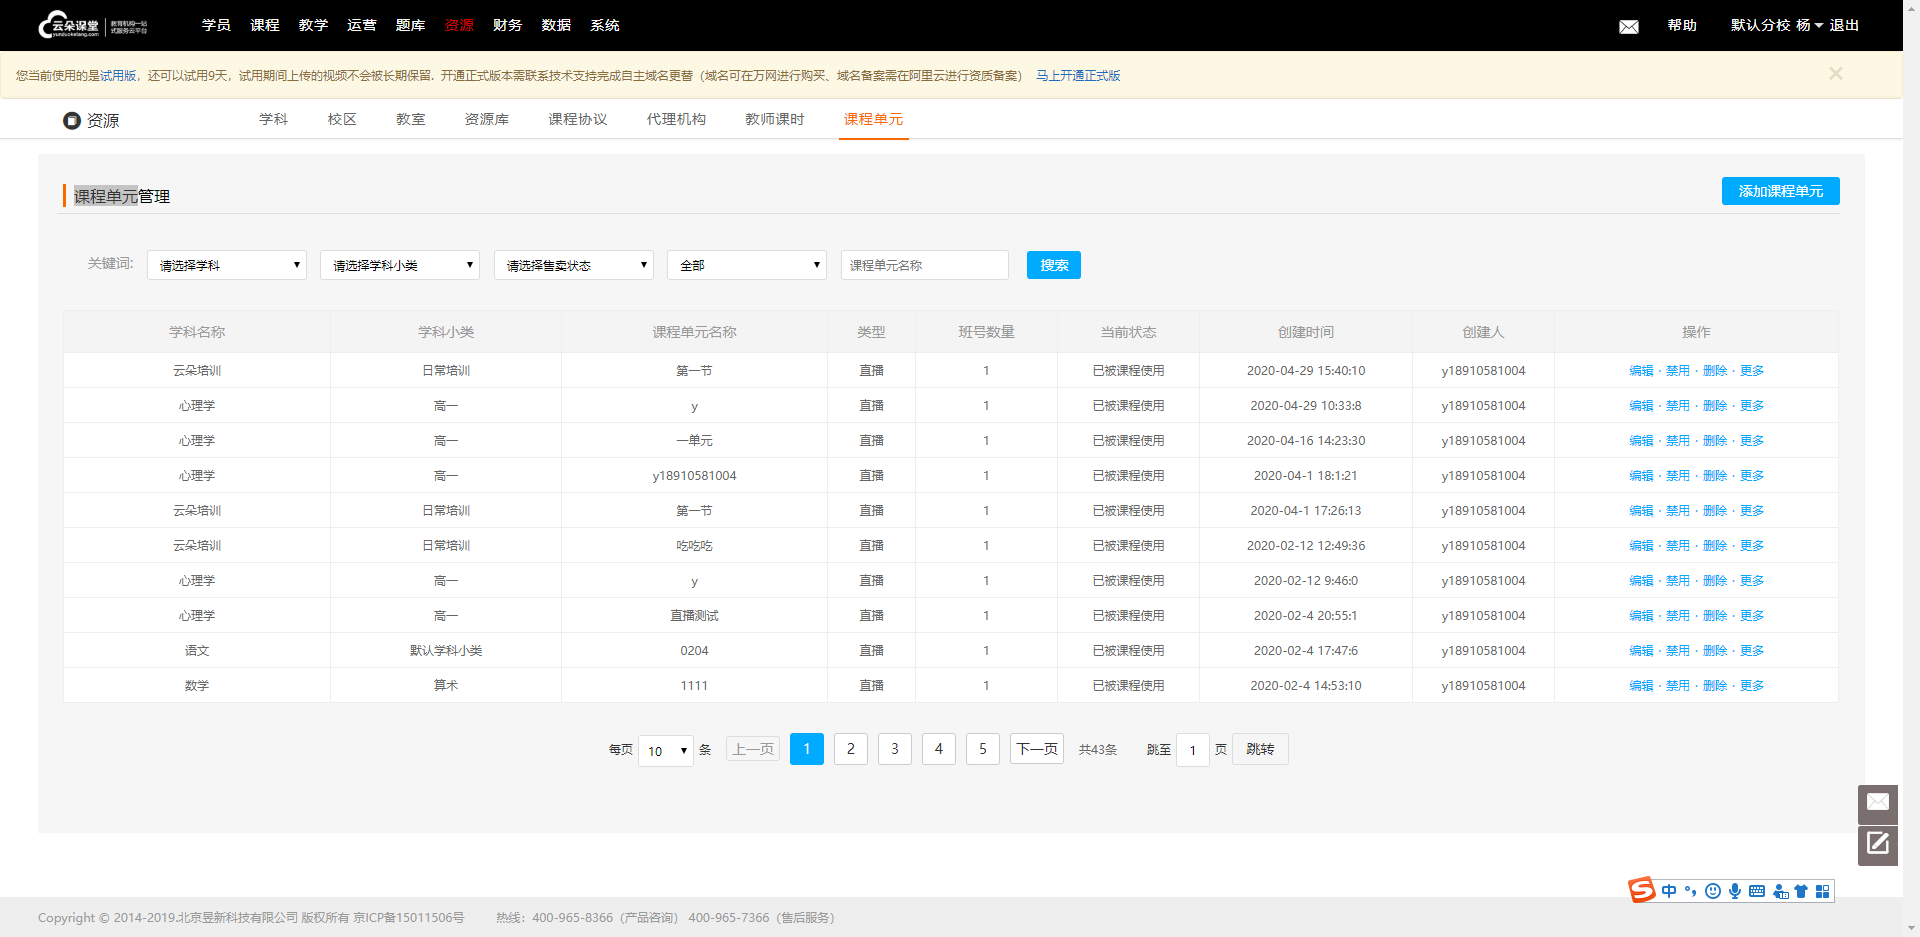 云朵课堂 yunduoketang.com 教育机构一站式服务云平台
学员 课程 教学 运营 题库 资源 财务 数据 系统 帮助 默认分校 杨 退出
您当前使用的是试用版，还可以试用9天，试用期间上传的视频不会被长期保留. 开通正式版本需联系技术支持完成自主域名更替（域名可在万网进行购买、域名备案需在阿里云进行资质备案） 马上开通正式版
资源 学科 校区 教室 资源库 课程协议 代理机构 教师课时 课程单元
课程单元管理 添加课程单元
关键词: 请选择学科 请选择学科小类 请选择售卖状态 全部 课程单元名称 搜索
学科名称 学科小类 课程单元名称 类型 班号数量 当前状态 创建时间 创建人 操作
云朵培训 日常培训 第一节 直播 1 已被课程使用 2020-04-29 15:40:10 y18910581004 编辑 · 禁用 · 删除 · 更多
心理学 高一 y 直播 1 已被课程使用 2020-04-29 10:33:8 y18910581004 编辑 · 禁用 · 删除 · 更多
心理学 高一 一单元 直播 1 已被课程使用 2020-04-16 14:23:30 y18910581004 编辑 · 禁用 · 删除 · 更多
心理学 高一 y18910581004 直播 1 已被课程使用 2020-04-1 18:1:21 y18910581004 编辑 · 禁用 · 删除 · 更多
云朵培训 日常培训 第一节 直播 1 已被课程使用 2020-04-1 17:26:13 y18910581004 编辑 · 禁用 · 删除 · 更多
云朵培训 日常培训 吃吃吃 直播 1 已被课程使用 2020-02-12 12:49:36 y18910581004 编辑 · 禁用 · 删除 · 更多
心理学 高一 y 直播 1 已被课程使用 2020-02-12 9:46:0 y18910581004 编辑 · 禁用 · 删除 · 更多
心理学 高一 直播测试 直播 1 已被课程使用 2020-02-4 20:55:1 y18910581004 编辑 · 禁用 · 删除 · 更多
语文 默认学科小类 0204 直播 1 已被课程使用 2020-02-4 17:47:6 y18910581004 编辑 · 禁用 · 删除 · 更多
数学 算术 1111 直播 1 已被课程使用 2020-02-4 14:53:10 y18910581004 编辑 · 禁用 · 删除 · 更多
每页 10 条 上一页 1 2 3 4 5 下一页 共43条 跳至 1 页 跳转
中
Copyright © 2014-2019.北京昱新科技有限公司 版权所有 京ICP备15011506号 热线：400-965-8366（产品咨询） 400-965-7366（售后服务）